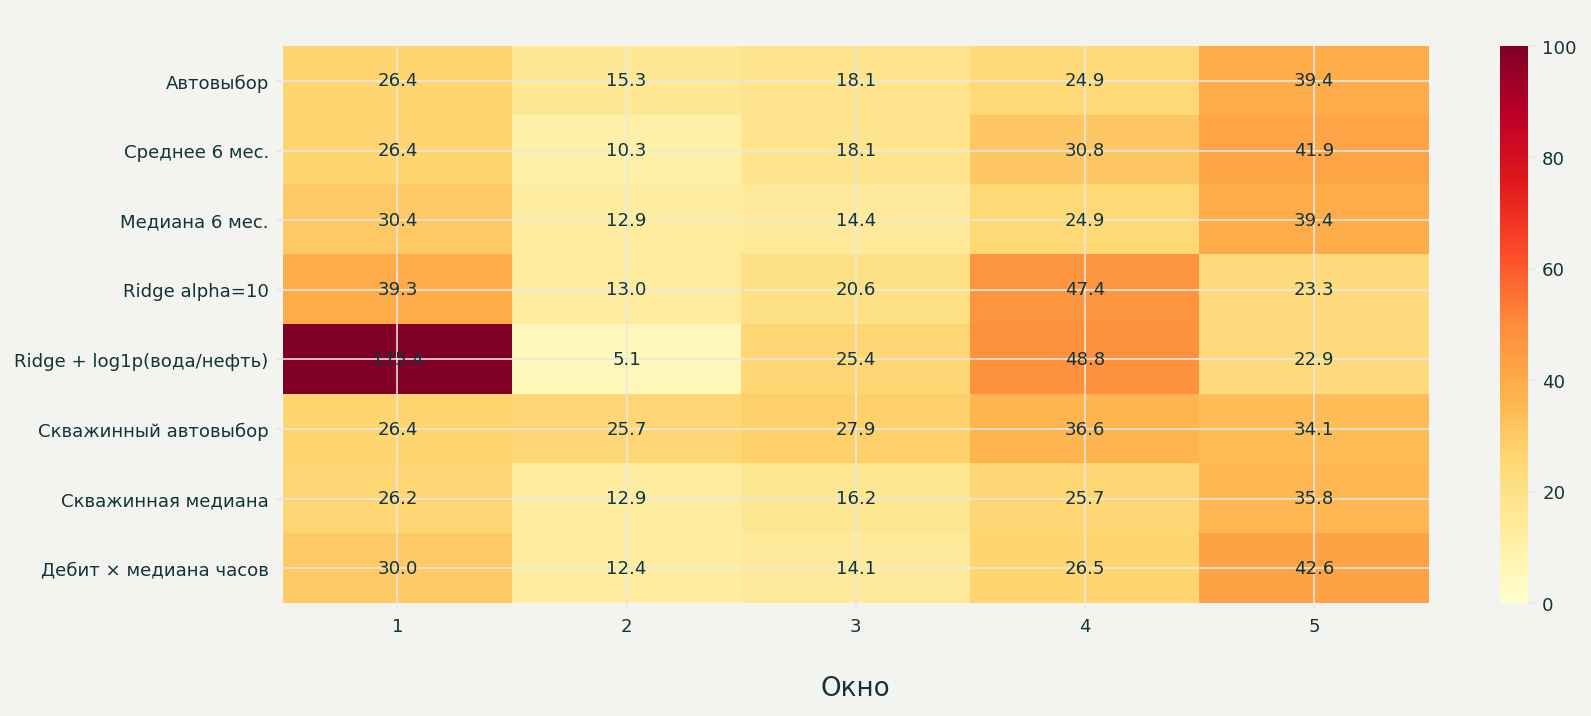 Автовыбор 26.4 15.3 18.1 24.9 39.4
Среднее 6 мес. 26.4 10.3 18.1 30.8 41.9
Медиана 6 мес. 30.4 12.9 14.4 24.9 39.4
Ridge alpha=10 39.3 13.0 20.6 47.4 23.3
Ridge + log1p(вода/нефть) 175.4 5.1 25.4 48.8 22.9
Скважинный автовыбор 26.4 25.7 27.9 36.6 34.1
Скважинная медиана 26.2 12.9 16.2 25.7 35.8
Дебит × медиана часов 30.0 12.4 14.1 26.5 42.6
1 2 3 4 5
Окно
100
80
60
40
20
0